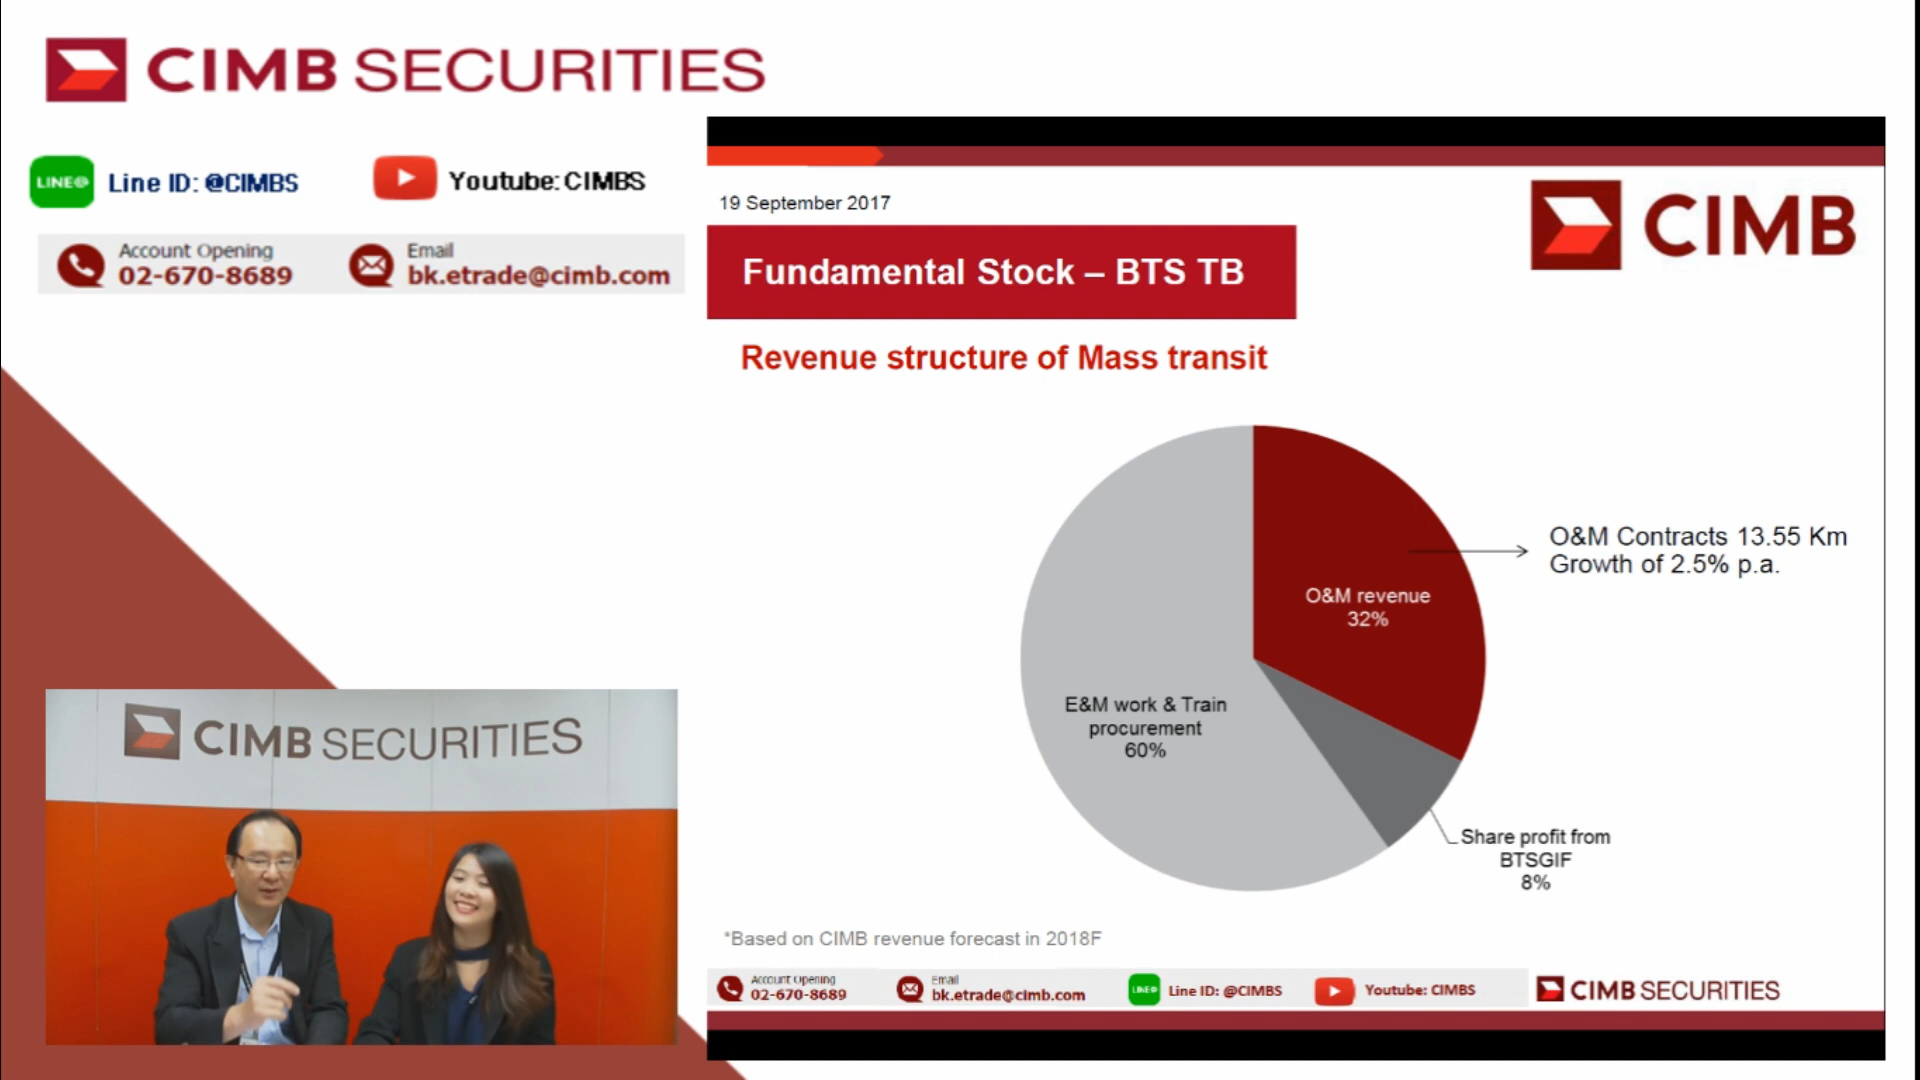 CIMB SECURITIES
LINE@
Line ID: @CIMBS
Youtube: CIMBS
Account Opening
02-670-8689
Email
bk.etrade@cimb.com
19 September 2017
CIMB
Fundamental Stock – BTS TB
Revenue structure of Mass transit
O&M Contracts 13.55 Km
Growth of 2.5% p.a.
O&M revenue
32%
E&M work & Train
procurement
60%
Share profit from
BTSGIF
8%
*Based on CIMB revenue forecast in 2018F
Account Opening
02-670-8689
Email
bk.etrade@cimb.com
LINE@
Line ID: @CIMBS
Youtube: CIMBS
CIMB SECURITIES
CIMB SECURITIES